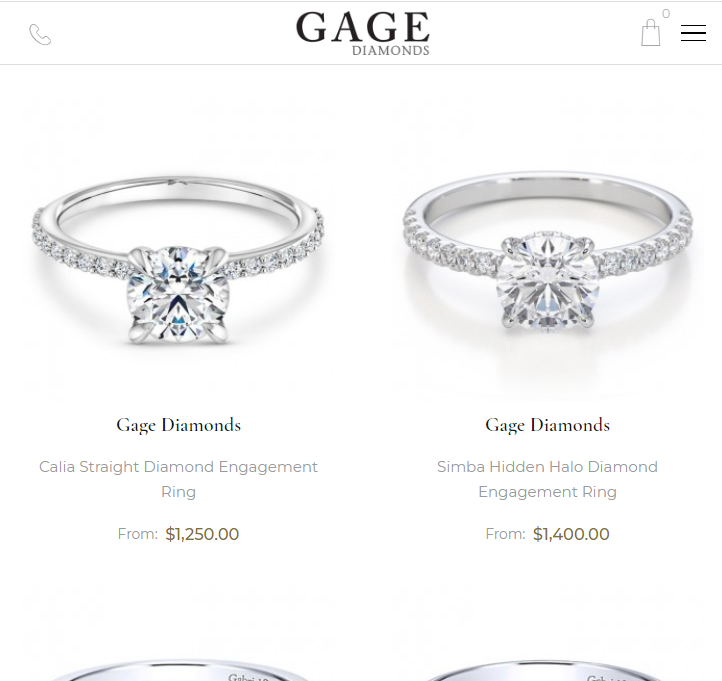 0
GAGE
DIAMONDS
Gage Diamonds
Calia Straight Diamond Engagement
Ring
From: $1,250.00
Gage Diamonds
Simba Hidden Halo Diamond
Engagement Ring
From: $1,400.00